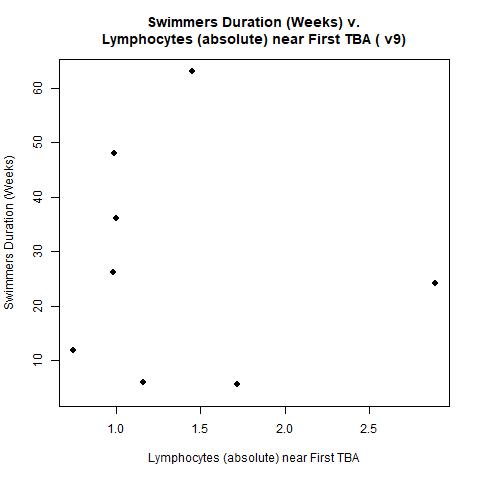 Swimmers Duration (Weeks) v.
Lymphocytes (absolute) near First TBA ( v9)
Swimmers Duration (Weeks)
60
50
40
30
20
10
1.0 1.5 2.0 2.5
Lymphocytes (absolute) near First TBA